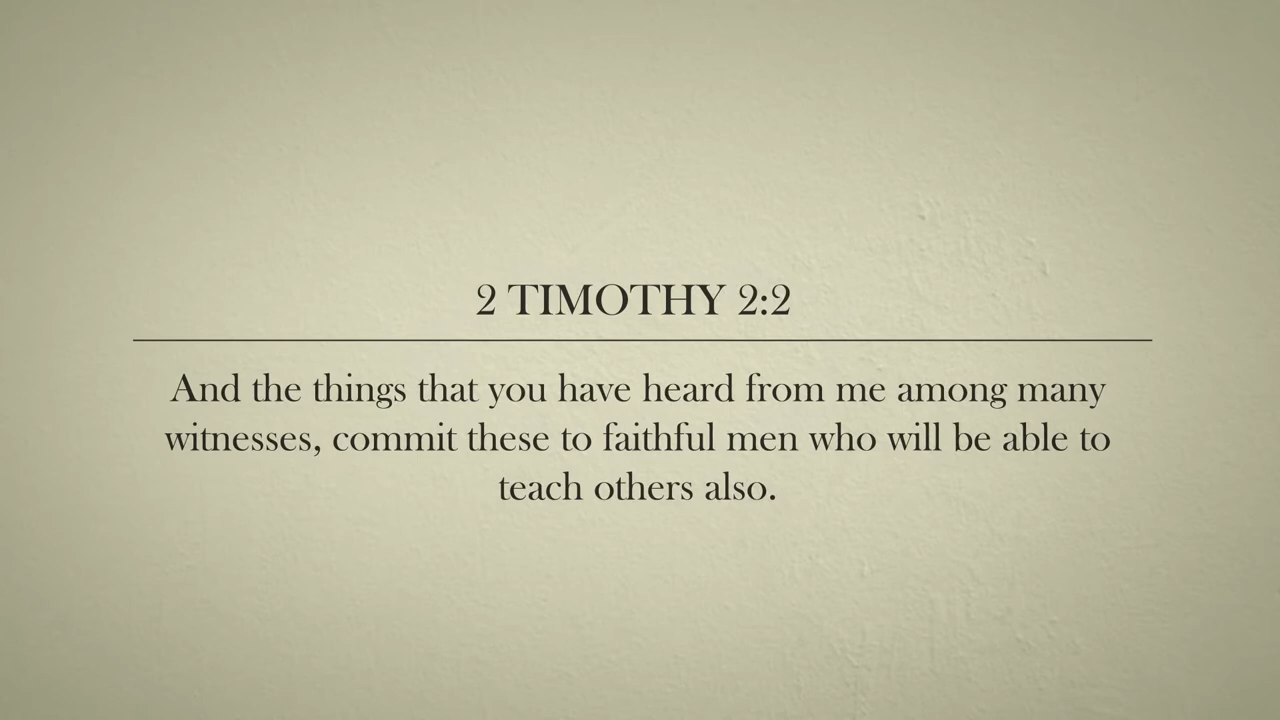 2 TIMOTHY 2:2
And the things that you have heard from me among many
witnesses, commit these to faithful men who will be able to
teach others also.